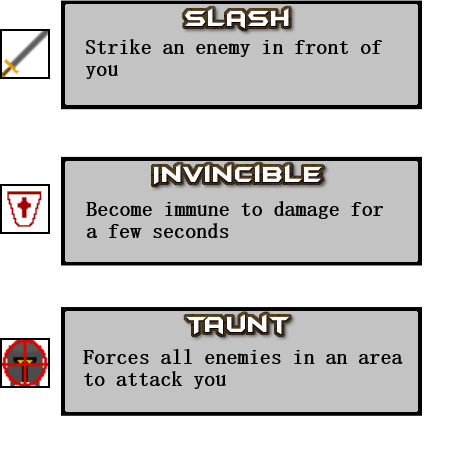 SLASH
Strike an enemy in front of
you
INVINCIBLE
Become immune to damage for
a few seconds
TAUNT
Forces all enemies in an area
to attack you